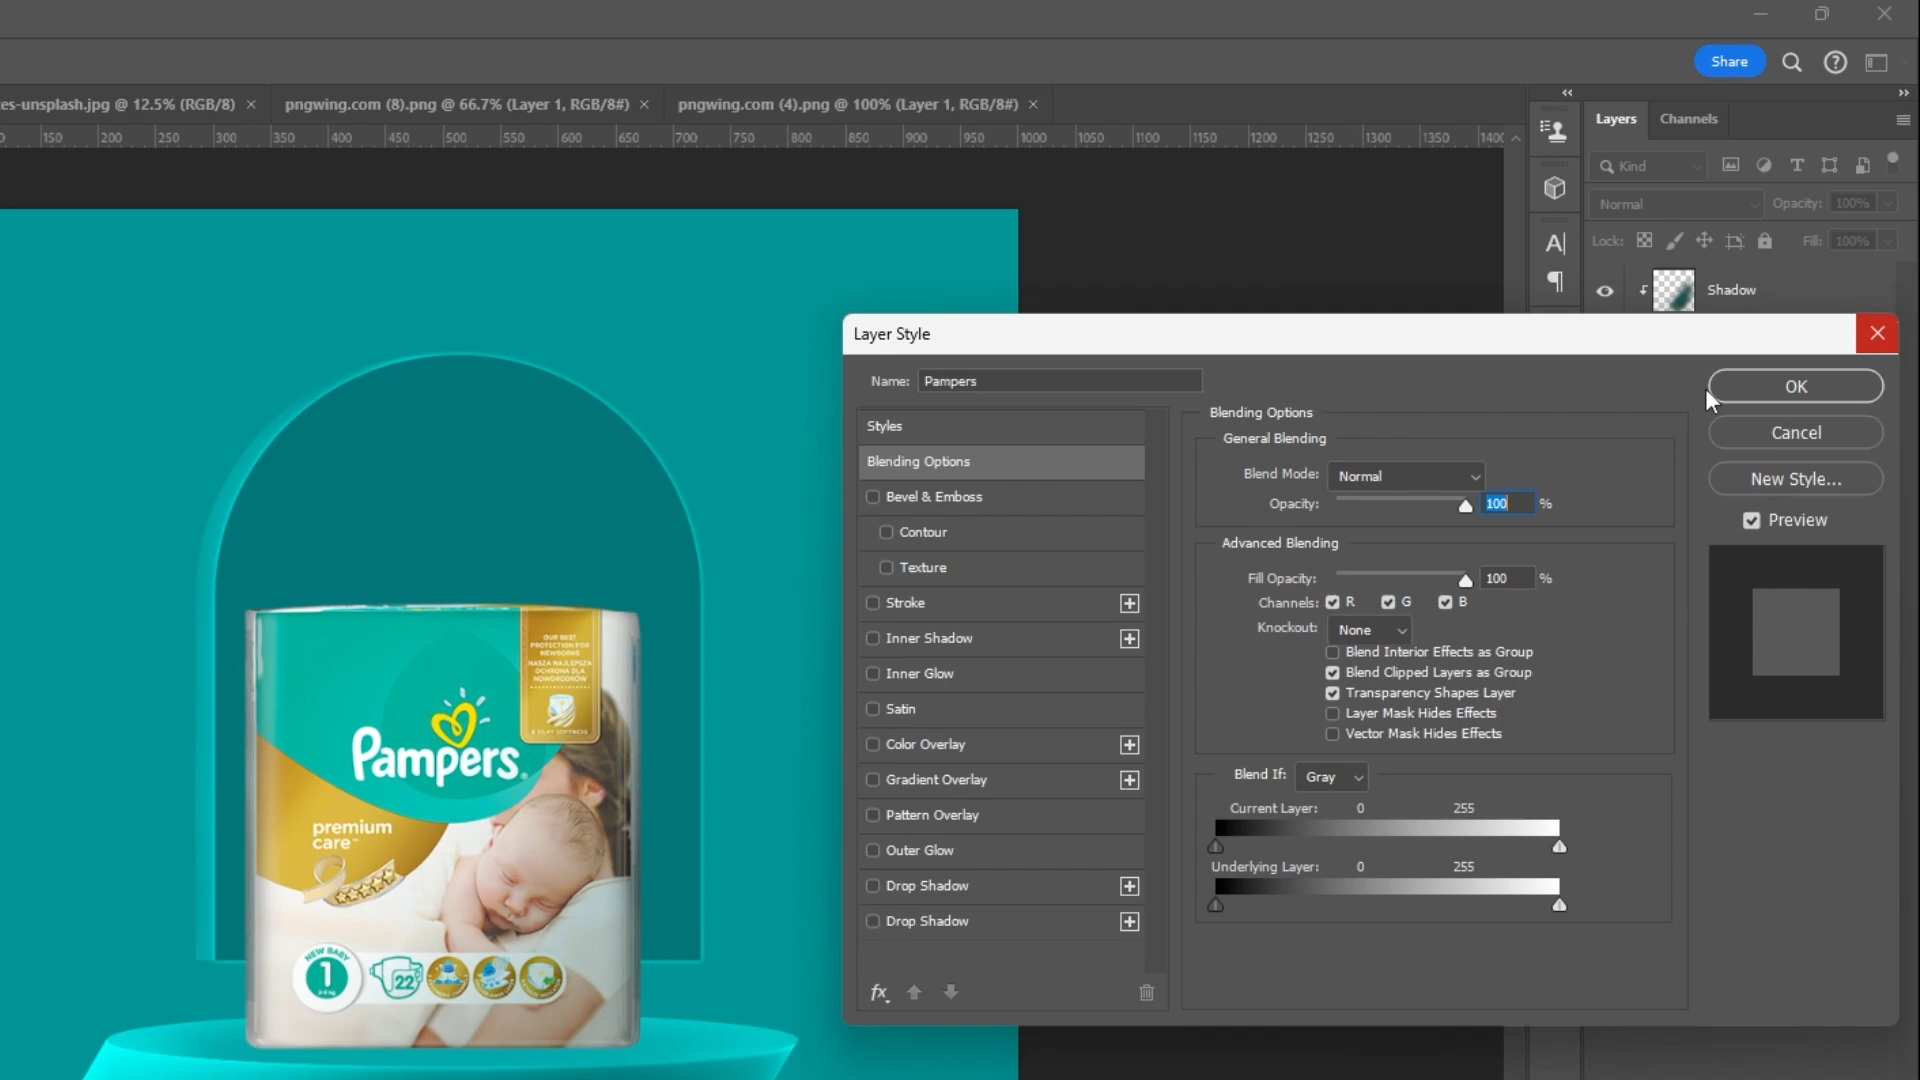 Share
es-unsplash.jpg @ 12.5% (RGB/8) ×
pngwing.com (8).png @ 66.7% (Layer 1, RGB/8#) ×
pngwing.com (4).png @ 100% (Layer 1, RGB/8#) ×
0 150 200 250 300 350 400 450 500 550 600 650 700 750 800 850 900 950 1000 1050 1100 1150 1200 1250 1300 1350 1400
Layers
Channels
Kind
Normal
Opacity: 100%
Lock:
Fill: 100%
Shadow
Layer Style
Name: Pampers
Styles
Blending Options
Bevel & Emboss
Contour
Texture
Stroke
Inner Shadow
Inner Glow
Satin
Color Overlay
Gradient Overlay
Pattern Overlay
Outer Glow
Drop Shadow
Drop Shadow
fx
Blending Options
General Blending
Blend Mode: Normal
Opacity: 100 %
Advanced Blending
Fill Opacity: 100 %
Channels: R G B
Knockout: None
Blend Interior Effects as Group
Blend Clipped Layers as Group
Transparency Shapes Layer
Layer Mask Hides Effects
Vector Mask Hides Effects
Blend If: Gray
Current Layer: 0 255
Underlying Layer: 0 255
OK
Cancel
New Style...
Preview
OUR BEST
PROTECTION FOR
NEWBORNS
NASZA NAJLEPSZA
OCHRONA DLA
NOWORODKÓW
& SILKY SOFTNESS
Pampers®
premium
care™
NEW BABY
1
22